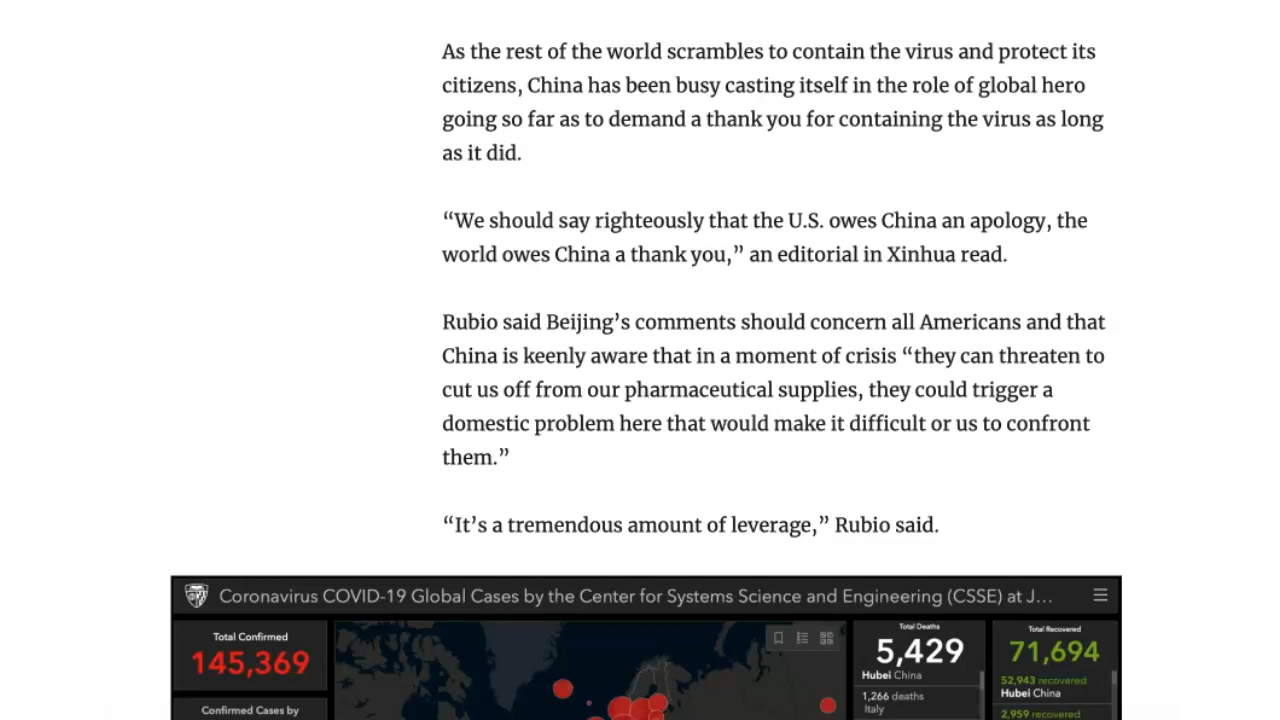 As the rest of the world scrambles to contain the virus and protect its
citizens, China has been busy casting itself in the role of global hero
going so far as to demand a thank you for containing the virus as long
as it did.
“We should say righteously that the U.S. owes China an apology, the
world owes China a thank you,” an editorial in Xinhua read.
Rubio said Beijing’s comments should concern all Americans and that
China is keenly aware that in a moment of crisis “they can threaten to
cut us off from our pharmaceutical supplies, they could trigger a
domestic problem here that would make it difficult or us to confront
them.”
“It’s a tremendous amount of leverage,” Rubio said.
Coronavirus COVID-19 Global Cases by the Center for Systems Science and Engineering (CSSE) at J...
Total Confirmed
145,369
Confirmed Cases by
Total Deaths
5,429
Hubei China
1,266 deaths
Italy
Total Recovered
71,694
52,943 recovered
Hubei China
2,959 recovered